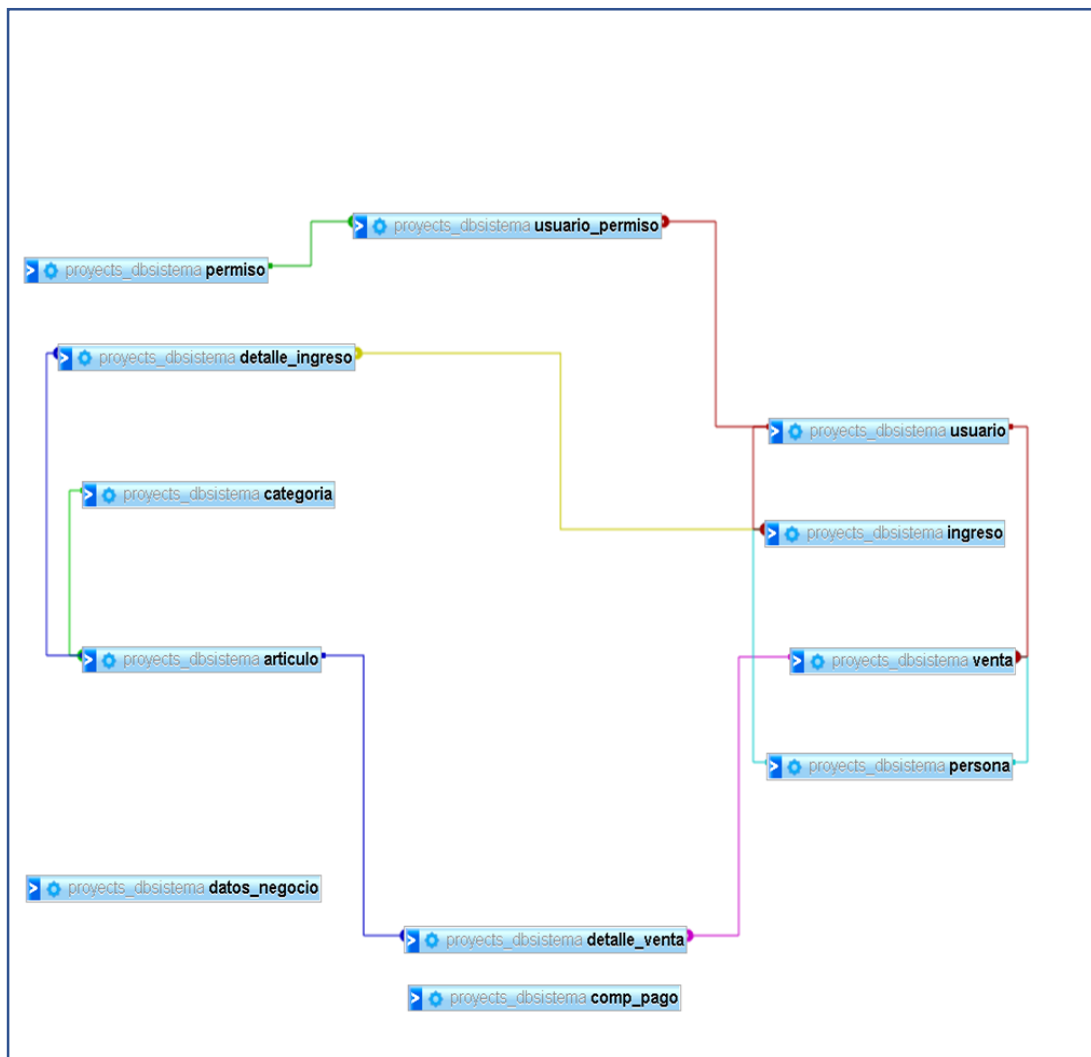 proyects_dbsistema usuario_permiso
proyects_dbsistema permiso
proyects_dbsistema detalle_ingreso
proyects_dbsistema usuario
proyects_dbsistema categoria
proyects_dbsistema ingreso
proyects_dbsistema articulo
proyects_dbsistema venta
proyects_dbsistema persona
proyects_dbsistema datos_negocio
proyects_dbsistema detalle_venta
proyects_dbsistema comp_pago